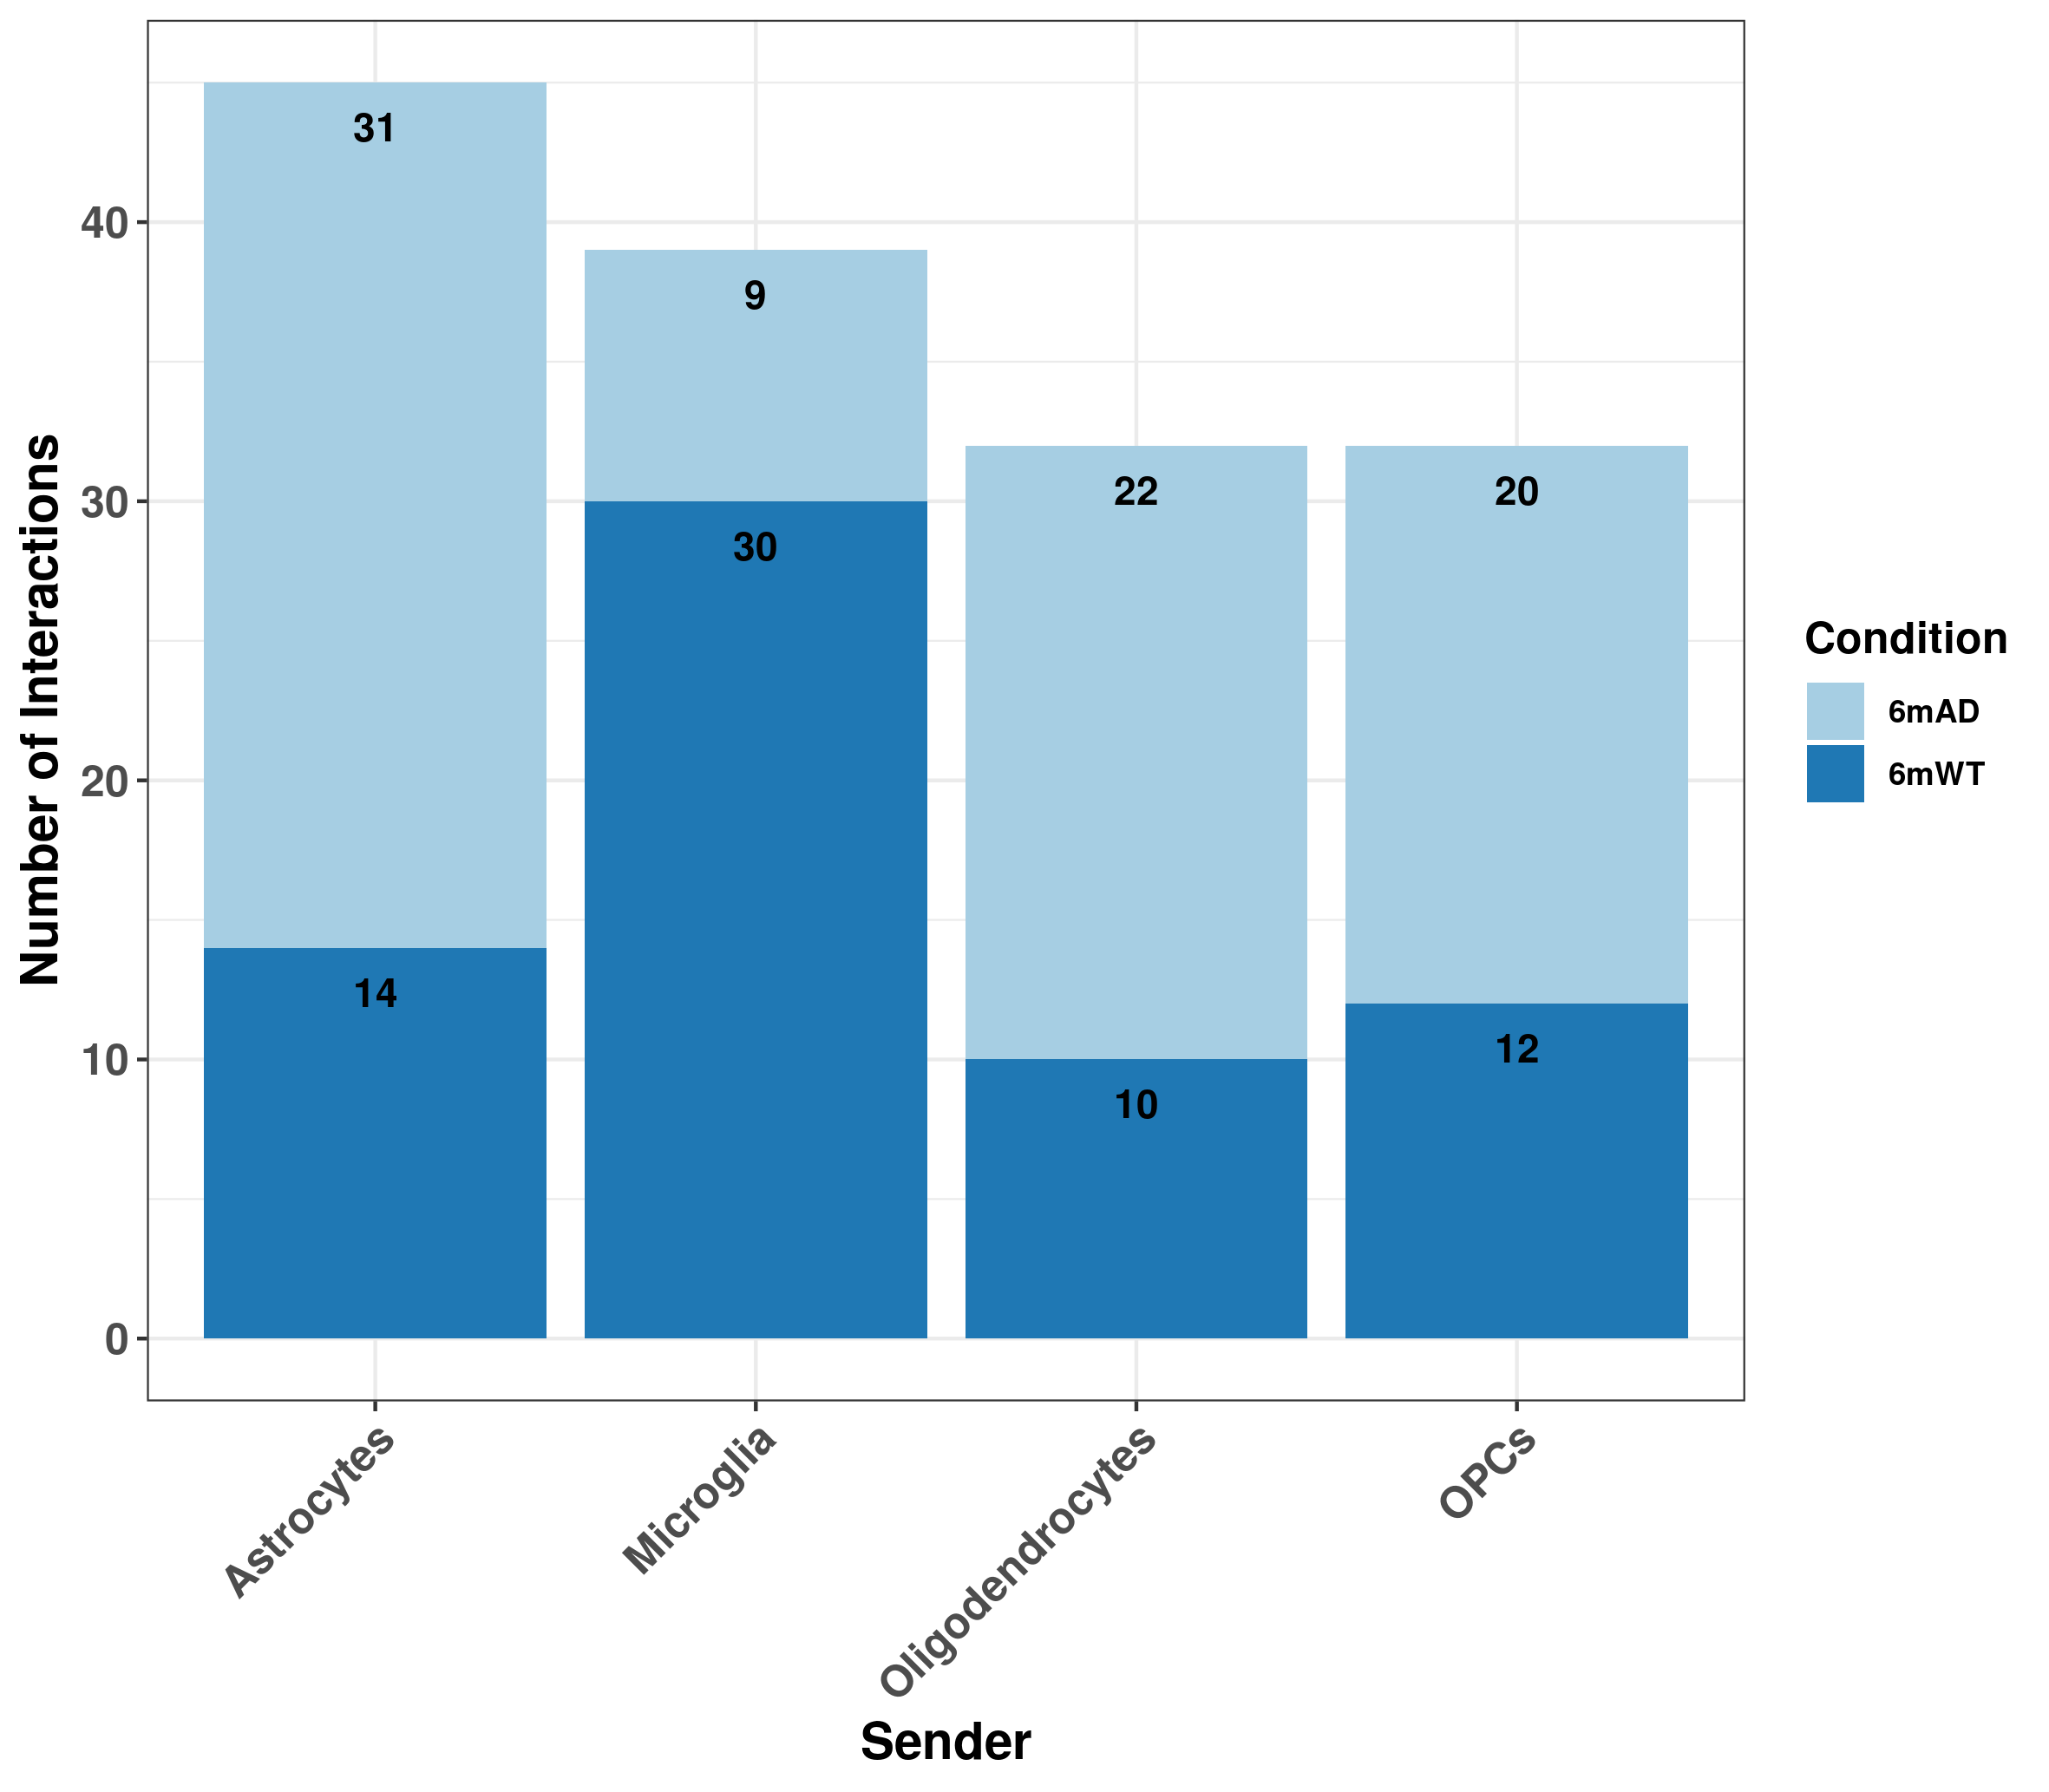 Number of Interactions
40
30
20
10
0
31
14
9
30
22
10
20
12
Astrocytes
Microglia
Oligodendrocytes
OPCs
Sender
Condition
6mAD
6mWT